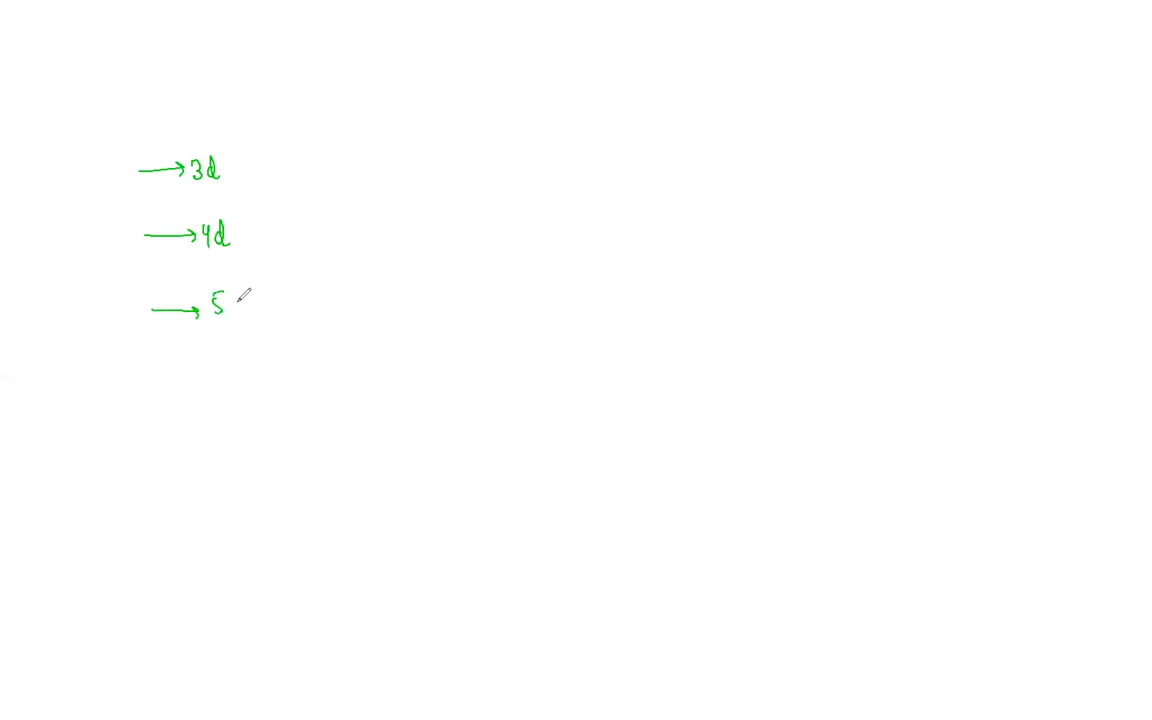 → 3d
→ 4d
→ 5